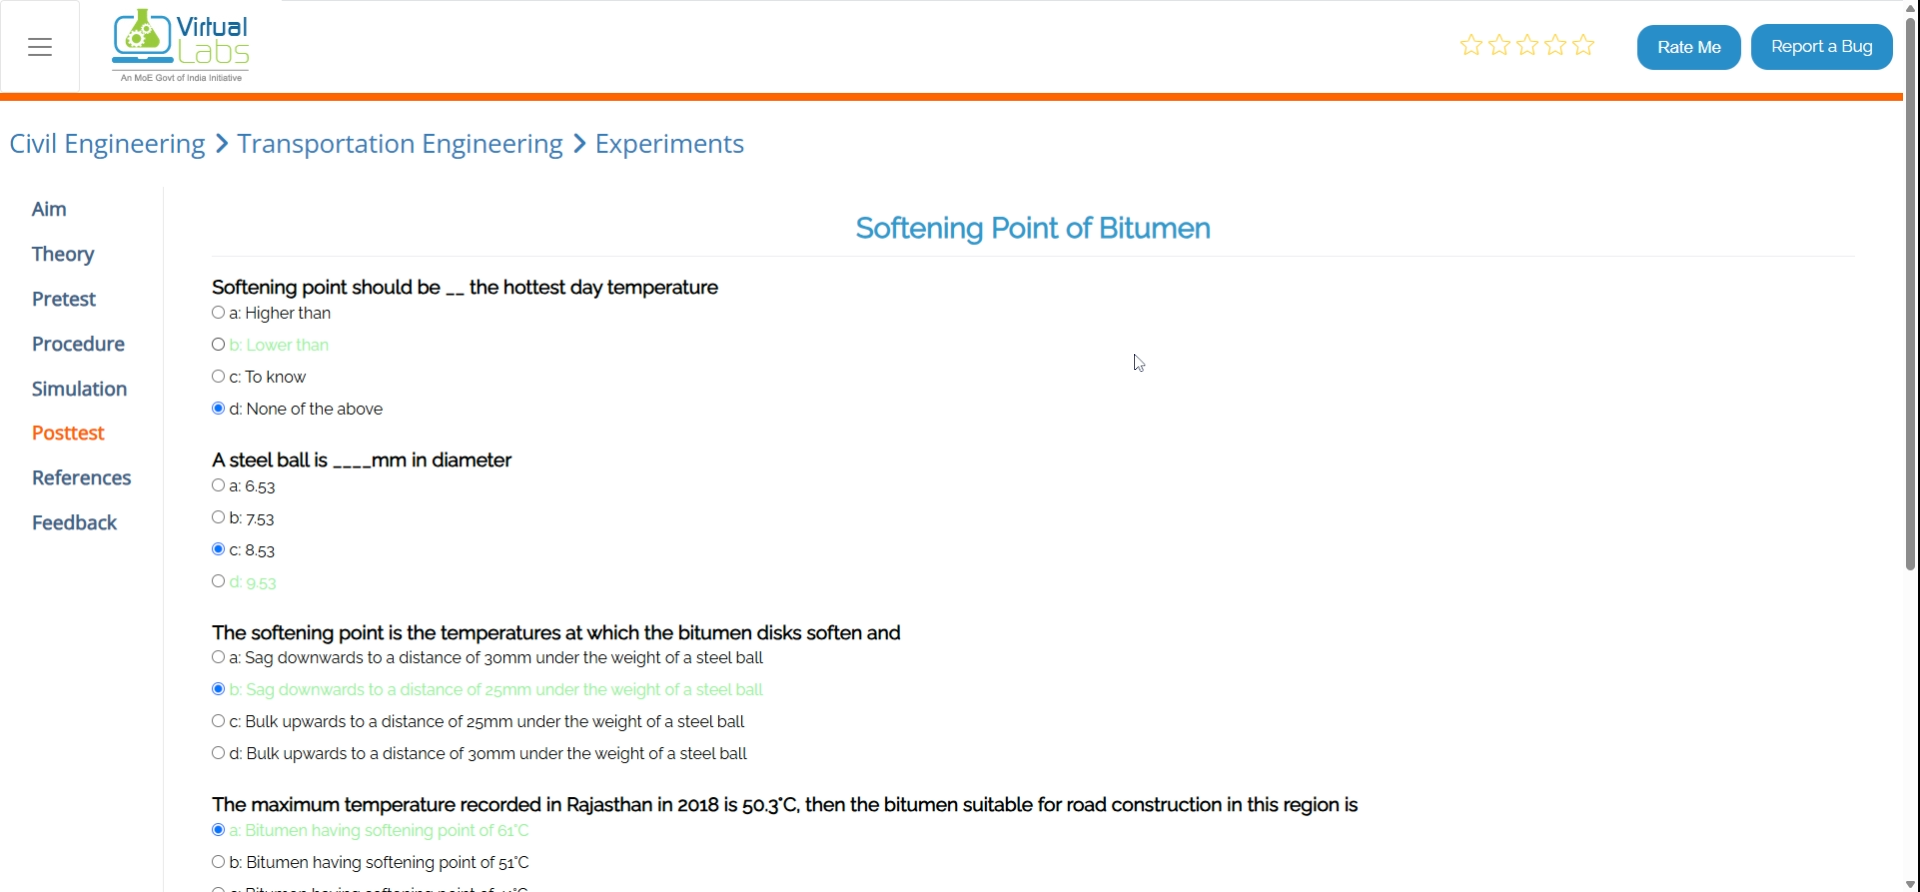 Virtual
Labs
An MoE Govt of India Initiative
Rate Me
Report a Bug
Civil Engineering > Transportation Engineering > Experiments
Aim
Theory
Pretest
Procedure
Simulation
Posttest
References
Feedback
Softening Point of Bitumen
Softening point should be __ the hottest day temperature
a: Higher than
b: Lower than
c: To know
d: None of the above
A steel ball is ____mm in diameter
a: 6.53
b: 7.53
c: 8.53
d: 9.53
The softening point is the temperatures at which the bitumen disks soften and
a: Sag downwards to a distance of 30mm under the weight of a steel ball
b: Sag downwards to a distance of 25mm under the weight of a steel ball
c: Bulk upwards to a distance of 25mm under the weight of a steel ball
d: Bulk upwards to a distance of 30mm under the weight of a steel ball
The maximum temperature recorded in Rajasthan in 2018 is 50.3°C, then the bitumen suitable for road construction in this region is
a: Bitumen having softening point of 61°C
b: Bitumen having softening point of 51°C